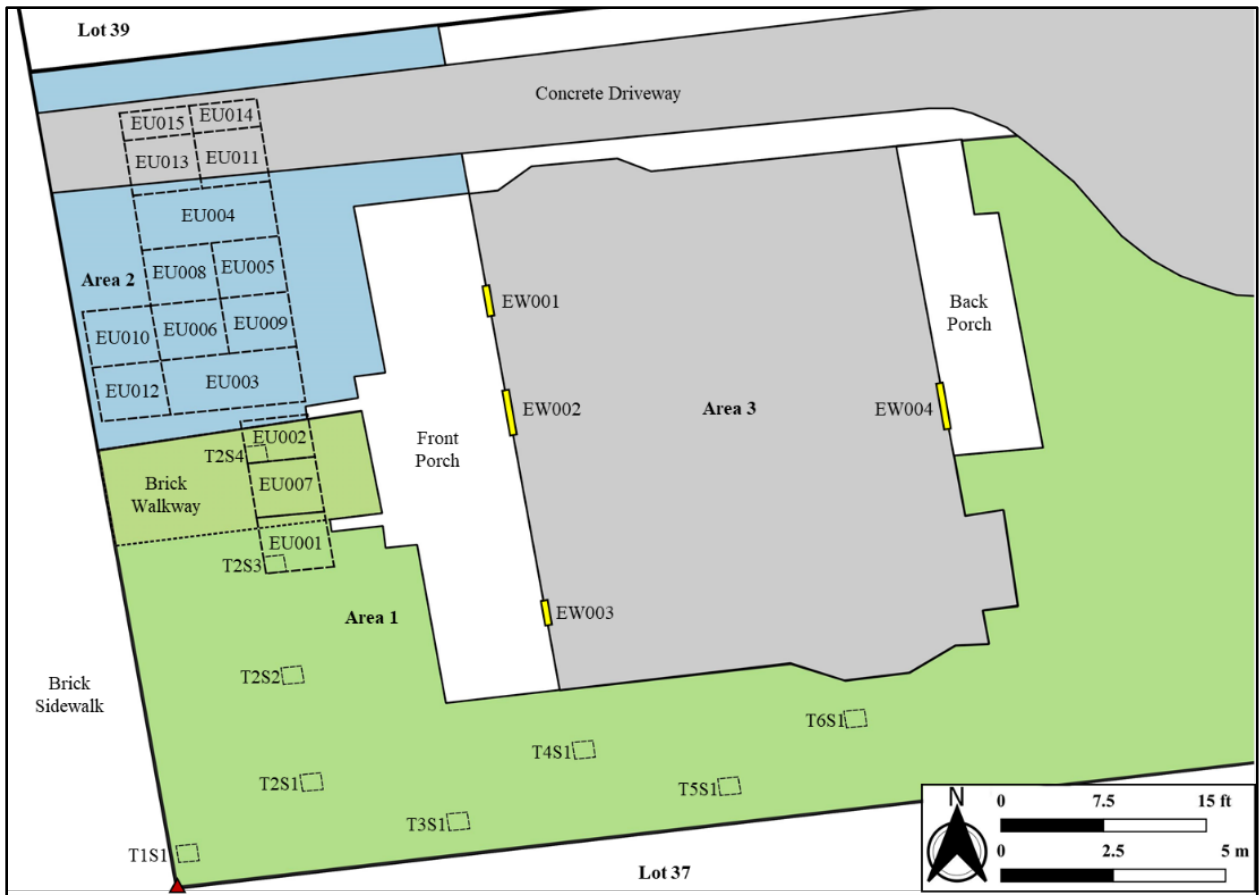 Lot 39
Concrete Driveway
EU015
EU014
EU013
EU011
EU004
Area 2
EU008
EU005
EU010
EU006
EU009
EU012
EU003
EW001
EW002
Area 3
EW004
Back
Porch
Front
Porch
EU002
T2S4
Brick
Walkway
EU007
EU001
T2S3
Area 1
EW003
Brick
Sidewalk
T2S2
T6S1
T4S1
T2S1
T5S1
T3S1
T1S1
Lot 37
N
0 7.5 15 ft
0 2.5 5 m